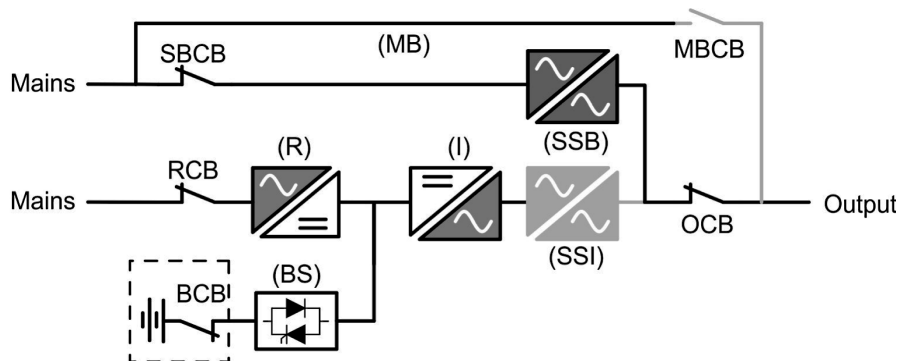 SBCB
(MB)
MBCB
Mains
(SSB)
(R)
(I)
RCB
Mains
Output
OCB
(SSI)
(BS)
BCB